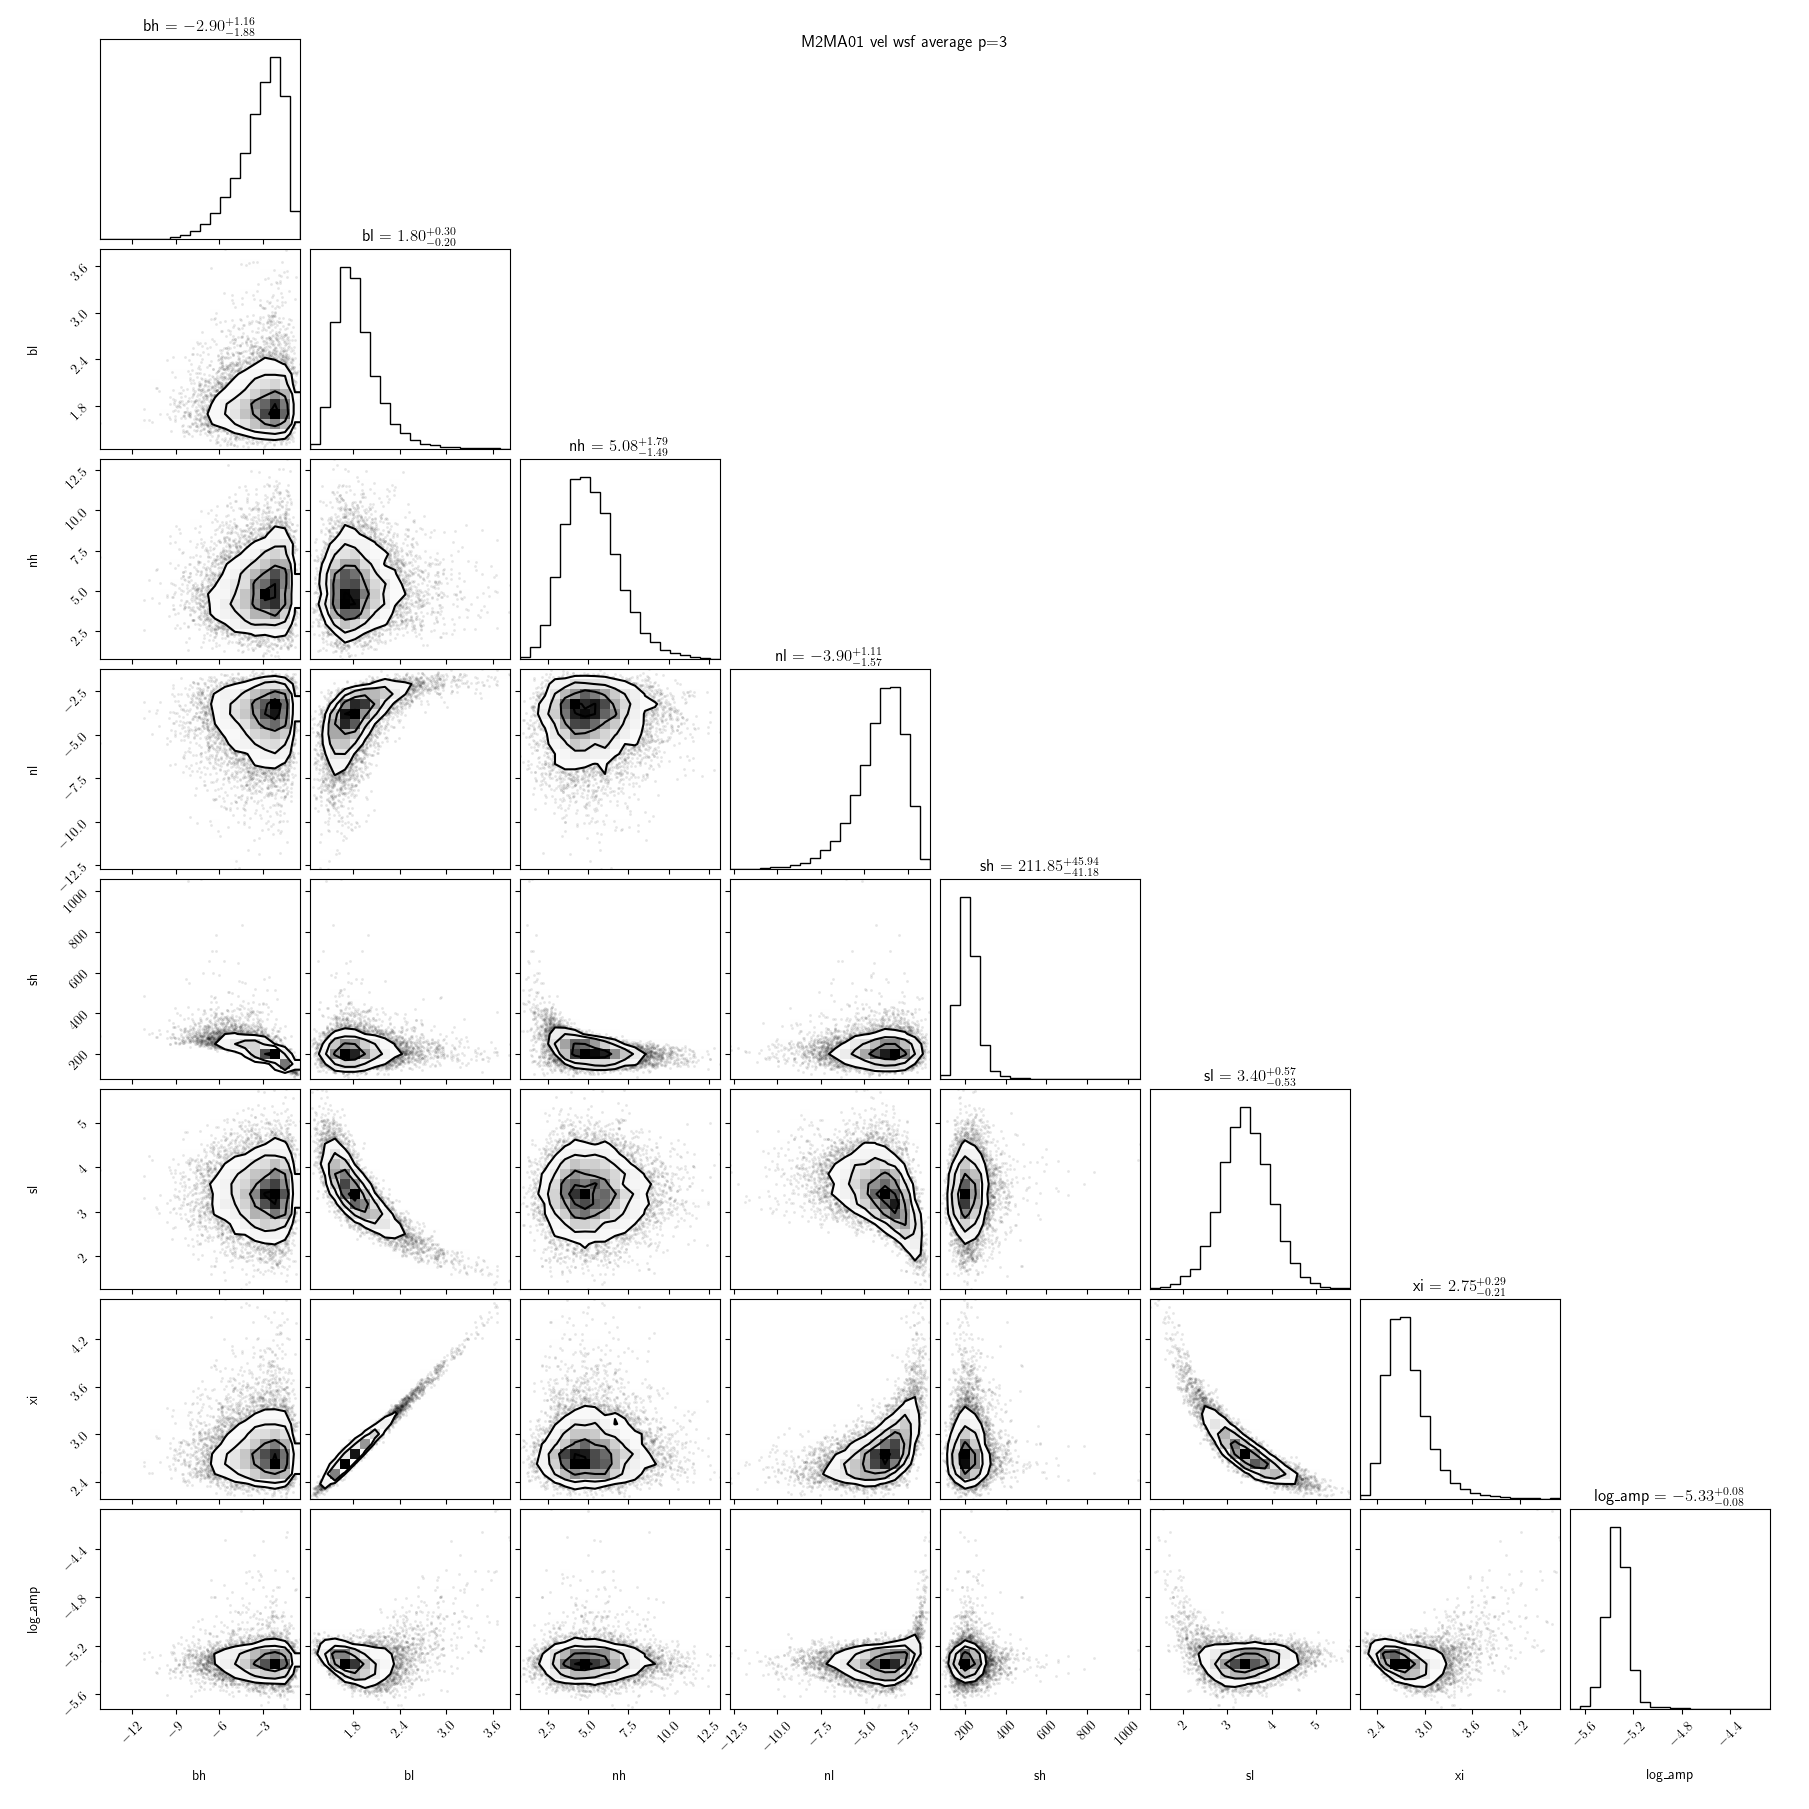 M2MA01 vel wsf average p=3
bh = −2.90+1.16−1.88
bl = 1.80+0.30−0.20
bl
3.6
3.0
2.4
1.8
nh = 5.08+1.79−1.49
nh
12.5
10.0
7.5
5.0
2.5
nl = −3.90+1.11−1.57
nl
−2.5
−5.0
−7.5
−10.0
−12.5
sh = 211.85+45.94−41.18
sh
1000
800
600
400
200
sl = 3.40+0.57−0.53
sl
5
4
3
2
xi = 2.75+0.29−0.21
xi
4.2
3.6
3.0
2.4
log_amp = −5.33+0.08−0.08
log_amp
−4.4
−4.8
−5.2
−5.6
−12 −9 −6 −3 1.8 2.4 3.0 3.6 2.5 5.0 7.5 10.0 12.5 −12.5 −10.0 −7.5 −5.0 −2.5 200 400 600 800 1000 2 3 4 5 2.4 3.0 3.6 4.2 −5.6 −5.2 −4.8 −4.4
bh bl nh nl sh sl xi log_amp